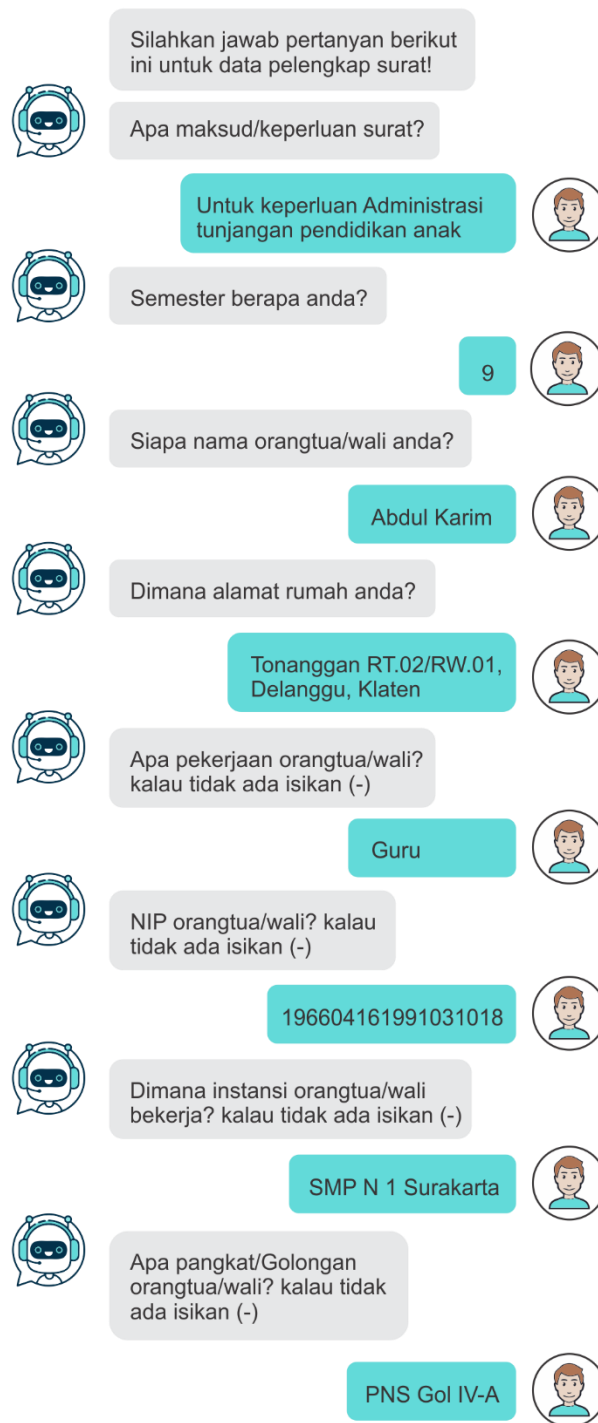 Silahkan jawab pertanyan berikut
ini untuk data pelengkap surat!
Apa maksud/keperluan surat?
Untuk keperluan Administrasi
tunjangan pendidikan anak
Semester berapa anda?
9
Siapa nama orangtua/wali anda?
Abdul Karim
Dimana alamat rumah anda?
Tonanggan RT.02/RW.01,
Delanggu, Klaten
Apa pekerjaan orangtua/wali?
kalau tidak ada isikan (-)
Guru
NIP orangtua/wali? kalau
tidak ada isikan (-)
196604161991031018
Dimana instansi orangtua/wali
bekerja? kalau tidak ada isikan (-)
SMP N 1 Surakarta
Apa pangkat/Golongan
orangtua/wali? kalau tidak
ada isikan (-)
PNS Gol IV-A